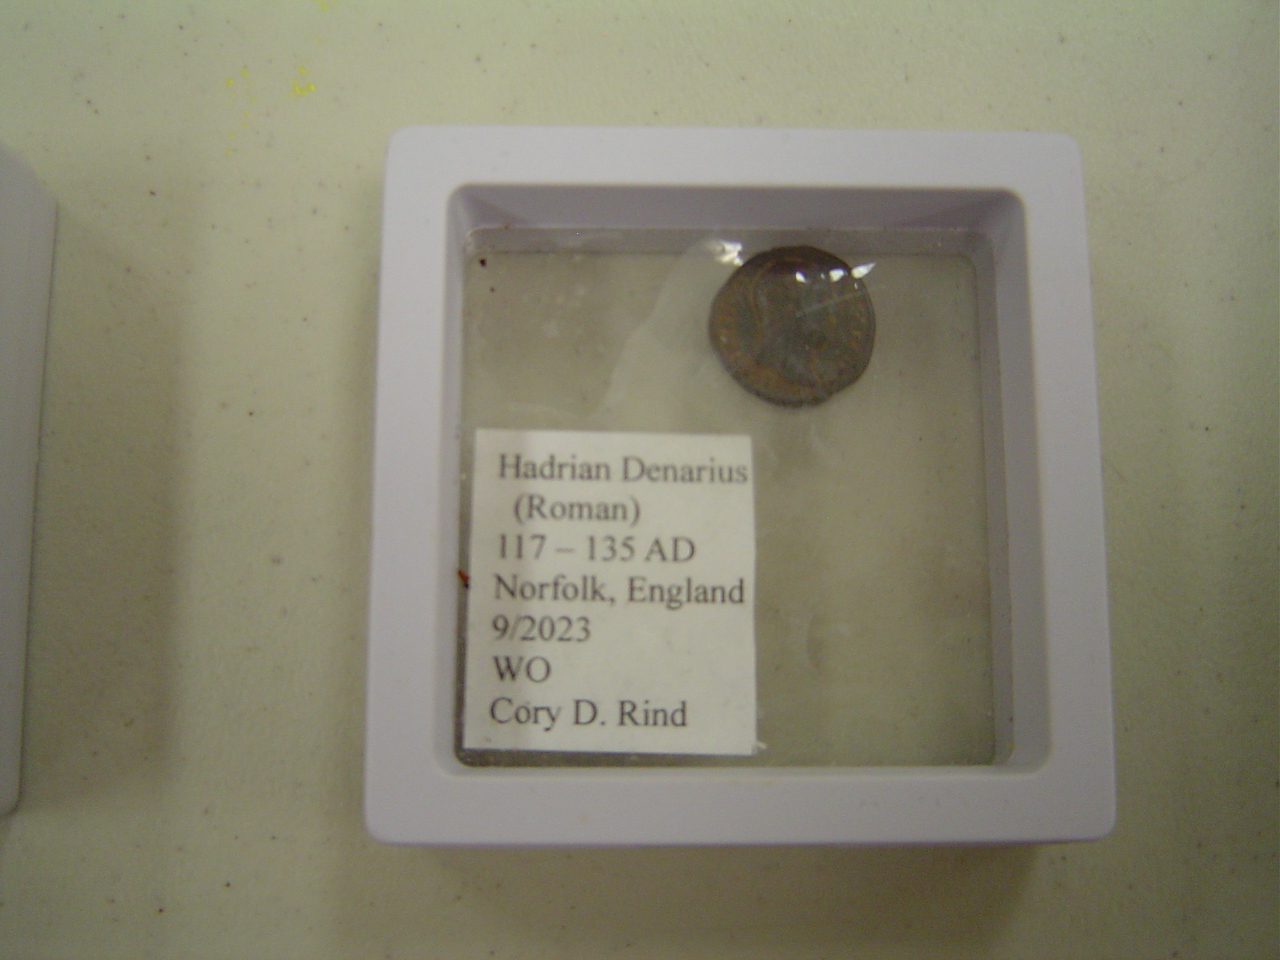 Hadrian Denarius
(Roman)
117 – 135 AD
Norfolk, England
9/2023
WO
Cory D. Rind